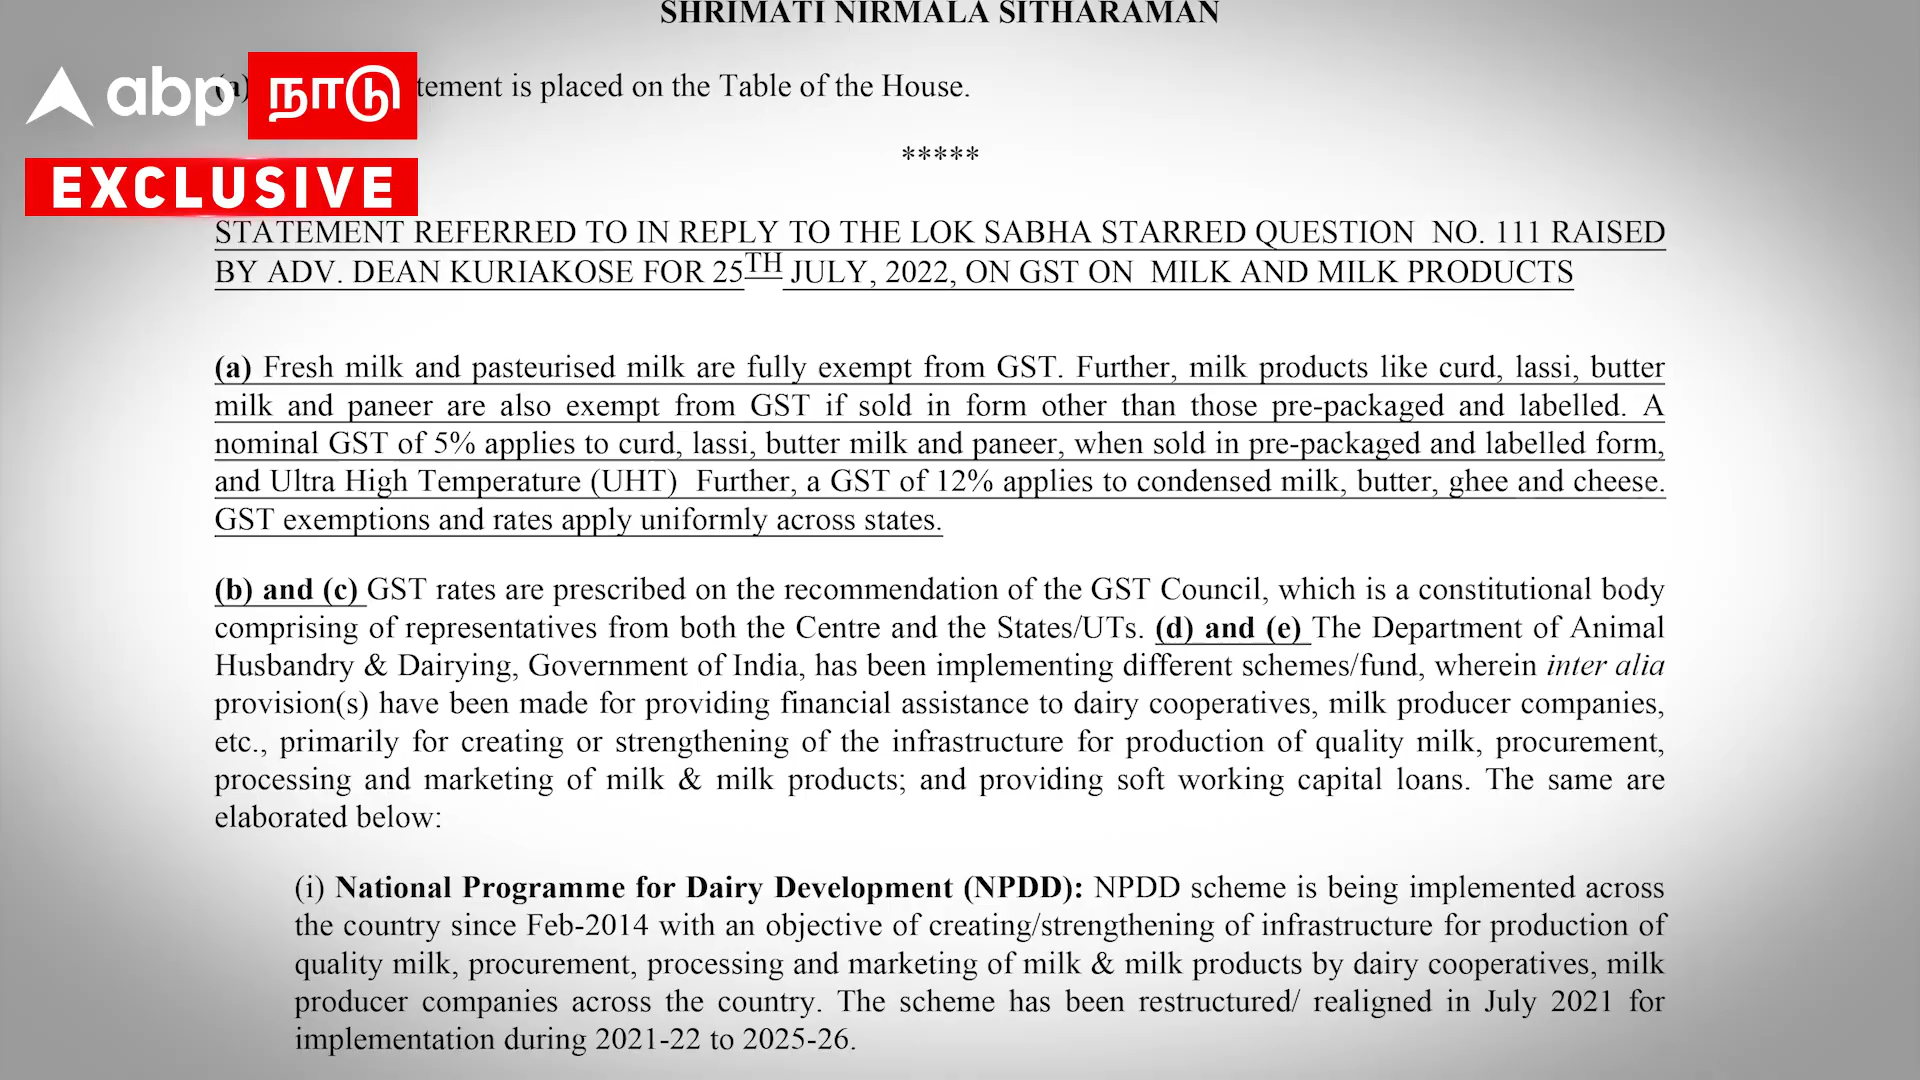 SHRIMATI NIRMALA SITHARAMAN
abp நாடு
EXCLUSIVE
(a) tement is placed on the Table of the House.
*****
STATEMENT REFERRED TO IN REPLY TO THE LOK SABHA STARRED QUESTION NO. 111 RAISED
BY ADV. DEAN KURIAKOSE FOR 25TH JULY, 2022, ON GST ON MILK AND MILK PRODUCTS
(a) Fresh milk and pasteurised milk are fully exempt from GST. Further, milk products like curd, lassi, butter
milk and paneer are also exempt from GST if sold in form other than those pre-packaged and labelled. A
nominal GST of 5% applies to curd, lassi, butter milk and paneer, when sold in pre-packaged and labelled form,
and Ultra High Temperature (UHT) Further, a GST of 12% applies to condensed milk, butter, ghee and cheese.
GST exemptions and rates apply uniformly across states.
(b) and (c) GST rates are prescribed on the recommendation of the GST Council, which is a constitutional body
comprising of representatives from both the Centre and the States/UTs. (d) and (e) The Department of Animal
Husbandry & Dairying, Government of India, has been implementing different schemes/fund, wherein inter alia
provision(s) have been made for providing financial assistance to dairy cooperatives, milk producer companies,
etc., primarily for creating or strengthening of the infrastructure for production of quality milk, procurement,
processing and marketing of milk & milk products; and providing soft working capital loans. The same are
elaborated below:
(i) National Programme for Dairy Development (NPDD): NPDD scheme is being implemented across
the country since Feb-2014 with an objective of creating/strengthening of infrastructure for production of
quality milk, procurement, processing and marketing of milk & milk products by dairy cooperatives, milk
producer companies across the country. The scheme has been restructured/ realigned in July 2021 for
implementation during 2021-22 to 2025-26.